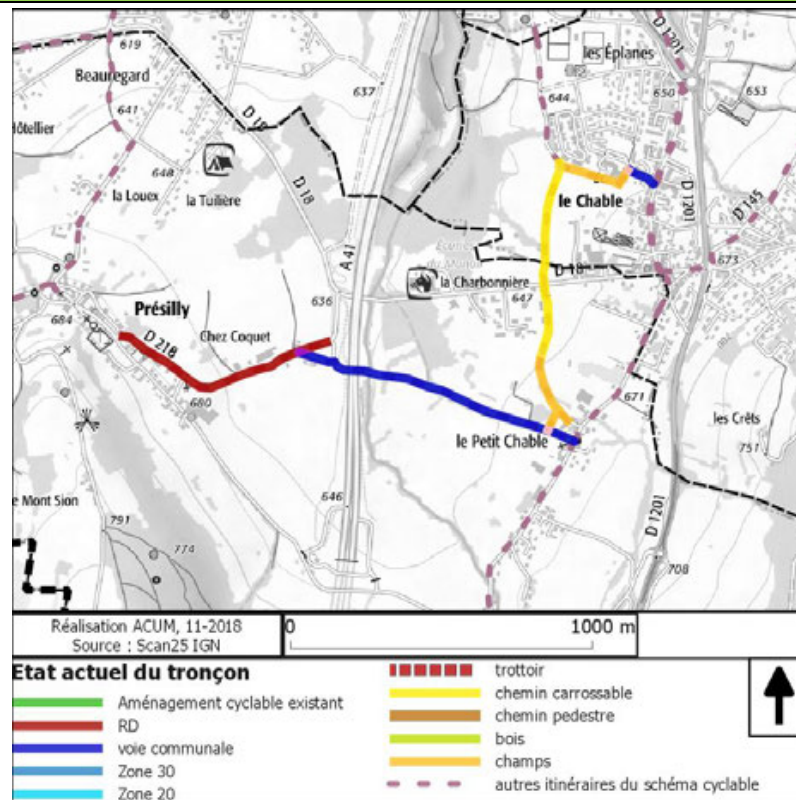 619
Beauregard
D 1201
les Éplanes
637
644
650
653
641
D 18
648
la Louex
la Tuilière
D 18
le Chable
D 1201
D 145
A 41
D 18
673
la Charbonnière
647
636
684
Présilly
D 218
Chez Coquet
680
671
les Crêts
751
le Petit Chable
646
e Mont Sion
791
774
D 1201
708
Réalisation ACUM, 11-2018
Source : Scan25 IGN
0 1000 m
Etat actuel du tronçon
Aménagement cyclable existant
RD
voie communale
Zone 30
Zone 20
trottoir
chemin carrossable
chemin pedestre
bois
champs
autres itinéraires du schéma cyclable